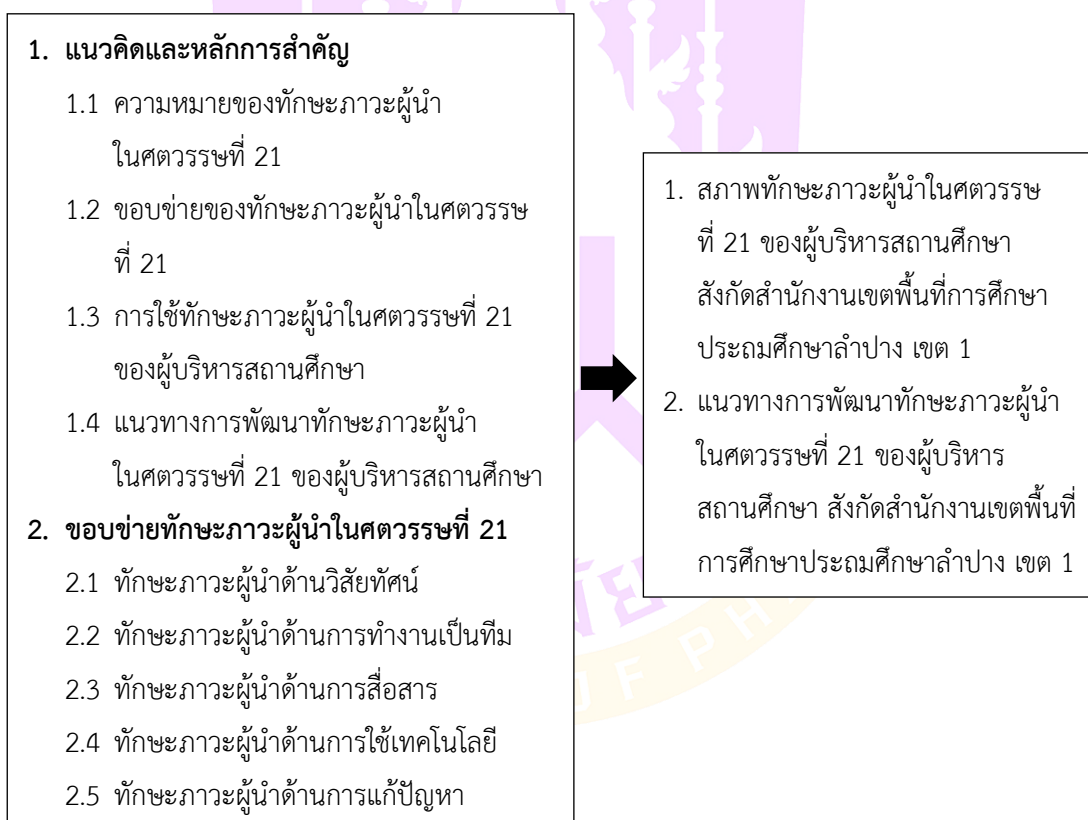 1. แนวคิดและหลักการสำคัญ
1.1 ความหมายของทักษะภาวะผู้นำ
ในศตวรรษที่ 21
1.2 ขอบข่ายของทักษะภาวะผู้นำในศตวรรษ
ที่ 21
1.3 การใช้ทักษะภาวะผู้นำในศตวรรษที่ 21
ของผู้บริหารสถานศึกษา
1.4 แนวทางการพัฒนาทักษะภาวะผู้นำ
ในศตวรรษที่ 21 ของผู้บริหารสถานศึกษา
2. ขอบข่ายทักษะภาวะผู้นำในศตวรรษที่ 21
2.1 ทักษะภาวะผู้นำด้านวิสัยทัศน์
2.2 ทักษะภาวะผู้นำด้านการทำงานเป็นทีม
2.3 ทักษะภาวะผู้นำด้านการสื่อสาร
2.4 ทักษะภาวะผู้นำด้านการใช้เทคโนโลยี
2.5 ทักษะภาวะผู้นำด้านการแก้ปัญหา
1. สภาพทักษะภาวะผู้นำในศตวรรษ
ที่ 21 ของผู้บริหารสถานศึกษา
สังกัดสำนักงานเขตพื้นที่การศึกษา
ประถมศึกษาลำปาง เขต 1
2. แนวทางการพัฒนาทักษะภาวะผู้นำ
ในศตวรรษที่ 21 ของผู้บริหาร
สถานศึกษา สังกัดสำนักงานเขตพื้นที่
การศึกษาประถมศึกษาลำปาง เขต 1
OF